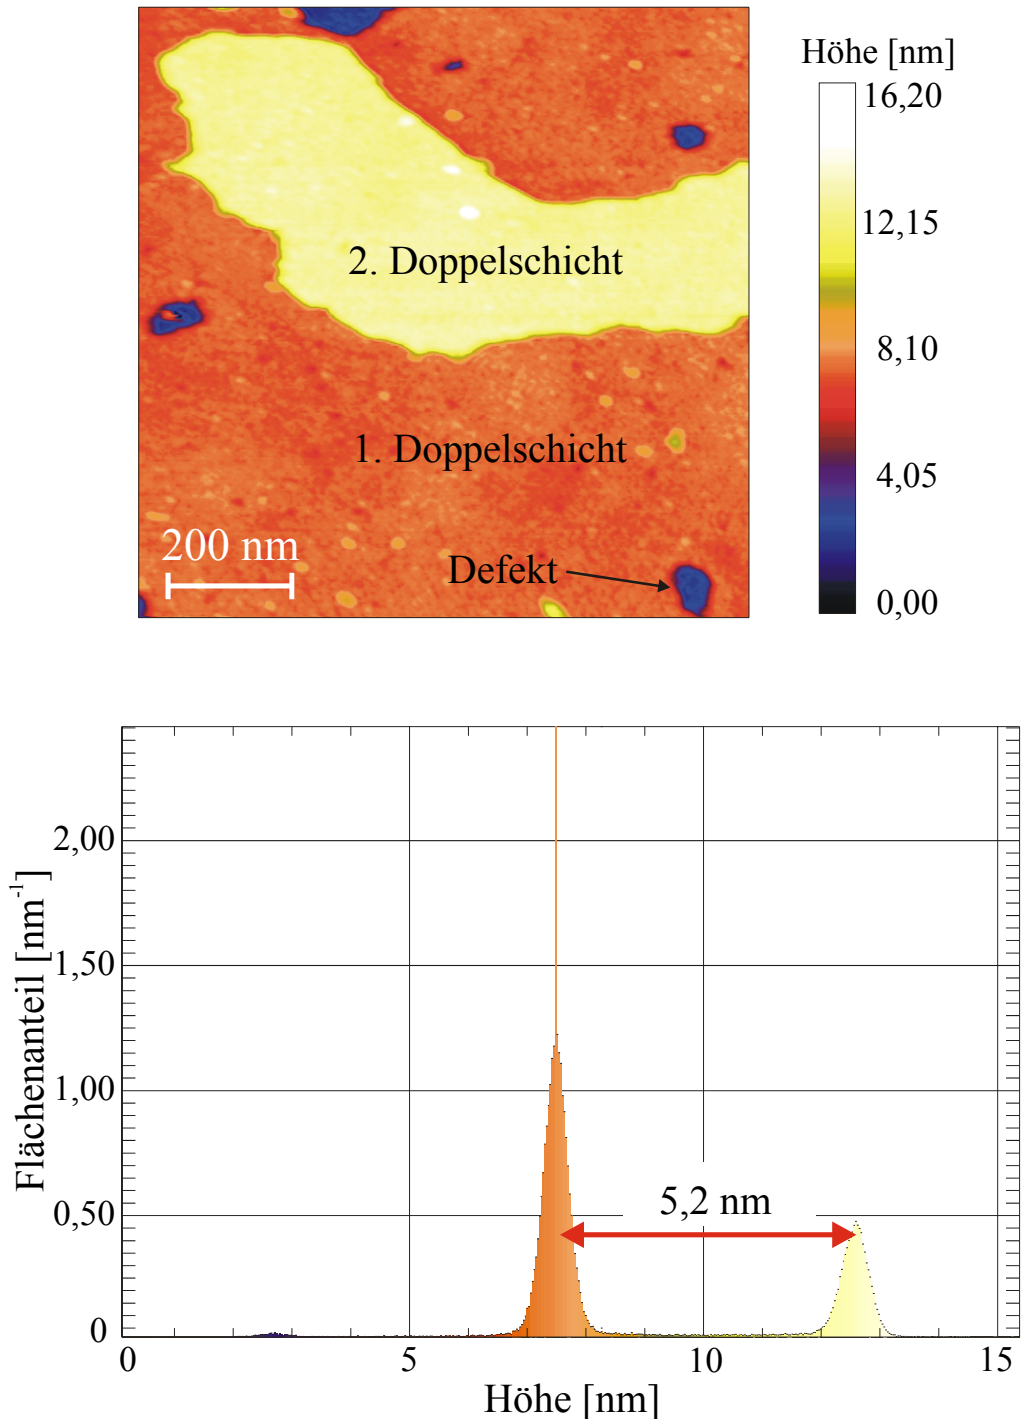 Höhe [nm]
16,20
12,15
8,10
4,05
0,00
2. Doppelschicht
1. Doppelschicht
200 nm
Defekt
Flächenanteil [nm⁻¹]
2,00
1,50
1,00
0,50
0
5,2 nm
0 5 10 15
Höhe [nm]